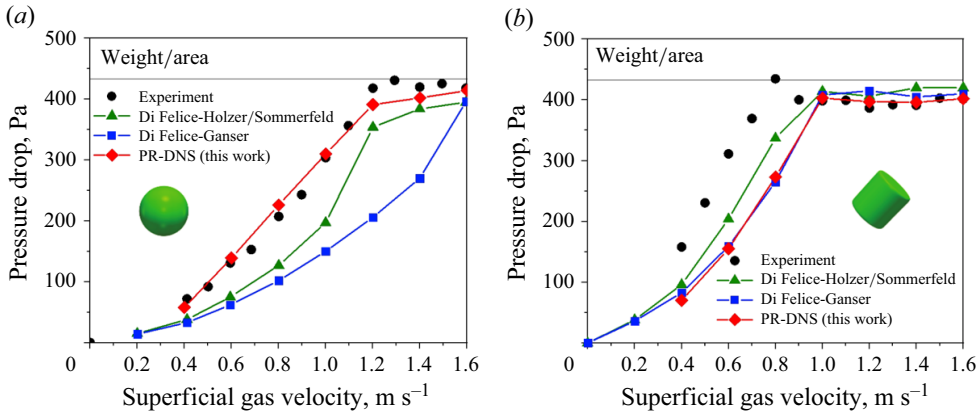 (a)
500
400
300
200
100
0
Pressure drop, Pa
Weight/area
Experiment
Di Felice-Holzer/Sommerfeld
Di Felice-Ganser
PR-DNS (this work)
0.2 0.4 0.6 0.8 1.0 1.2 1.4 1.6
Superficial gas velocity, m s⁻¹
(b)
500
400
300
200
100
0
Pressure drop, Pa
Weight/area
Experiment
Di Felice-Holzer/Sommerfeld
Di Felice-Ganser
PR-DNS (this work)
0.2 0.4 0.6 0.8 1.0 1.2 1.4 1.6
Superficial gas velocity, m s⁻¹